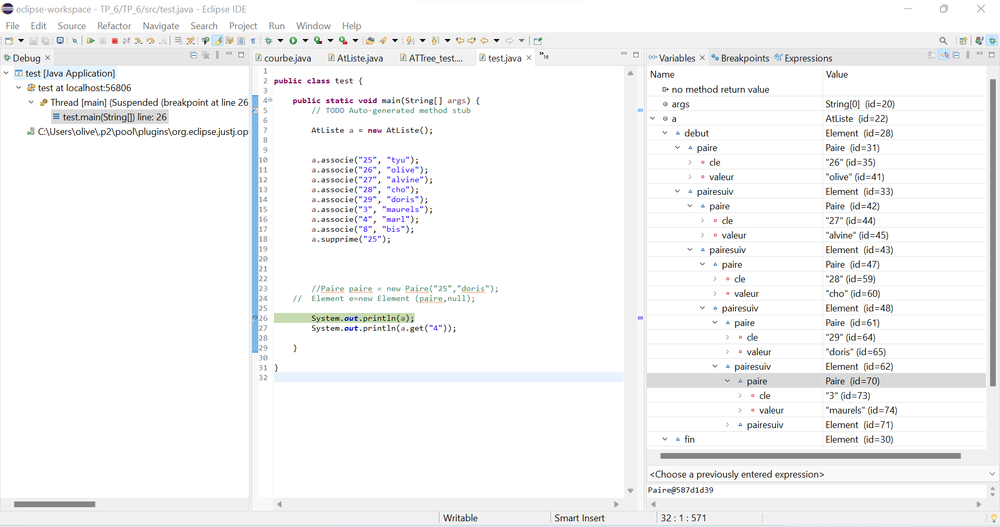 eclipse-workspace - TP_6/TP_6/src/test.java - Eclipse IDE
File Edit Source Refactor Navigate Search Project Run Window Help
Debug
test [Java Application]
test at localhost:56806
Thread [main] (Suspended (breakpoint at line 26
test.main(String[]) line: 26
C:\Users\olive\.p2\pool\plugins\org.eclipse.justj.op
courbe.java AtListe.java ATTree_test.... test.java »16
1
2 public class test {
3
4 public static void main(String[] args) {
5 // TODO Auto-generated method stub
6
7 AtListe a = new AtListe();
8
9
10 a.associe("25", "tyu");
11 a.associe("26", "olive");
12 a.associe("27", "alvine");
13 a.associe("28", "cho");
14 a.associe("29", "doris");
15 a.associe("3", "maurels");
16 a.associe("4", "marl");
17 a.associe("8", "bis");
18 a.supprime("25");
19
20
21
22
23 //Paire paire = new Paire("25","doris");
24 // Element e=new Element (paire,null);
25
26 System.out.println(a);
27 System.out.println(a.get("4"));
28
29 }
30
31 }
32
(x)= Variables Breakpoints Expressions
Name Value
no method return value
args String[0] (id=20)
a AtListe (id=22)
debut Element (id=28)
paire Paire (id=31)
cle "26" (id=35)
valeur "olive" (id=41)
pairesuiv Element (id=33)
paire Paire (id=42)
cle "27" (id=44)
valeur "alvine" (id=45)
pairesuiv Element (id=43)
paire Paire (id=47)
cle "28" (id=59)
valeur "cho" (id=60)
pairesuiv Element (id=48)
paire Paire (id=61)
cle "29" (id=64)
valeur "doris" (id=65)
pairesuiv Element (id=62)
paire Paire (id=70)
cle "3" (id=73)
valeur "maurels" (id=74)
pairesuiv Element (id=71)
fin Element (id=30)
<Choose a previously entered expression>
Paire@587d1d39
Writable Smart Insert 32 : 1 : 571